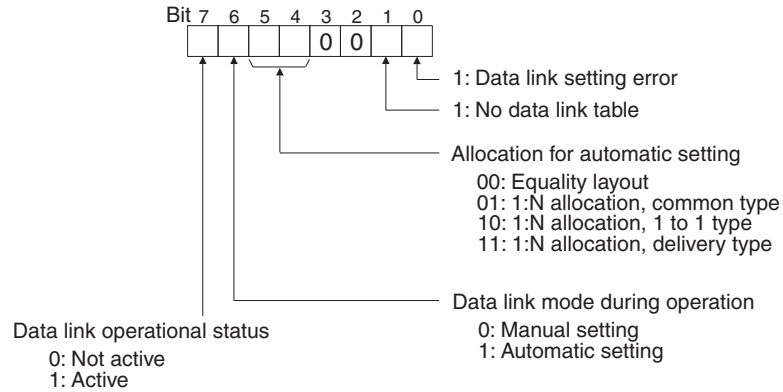 Bit 7 6 5 4 3 2 1 0
0 0
1: Data link setting error
1: No data link table
Allocation for automatic setting
00: Equality layout
01: 1:N allocation, common type
10: 1:N allocation, 1 to 1 type
11: 1:N allocation, delivery type
Data link mode during operation
0: Manual setting
1: Automatic setting
Data link operational status
0: Not active
1: Active